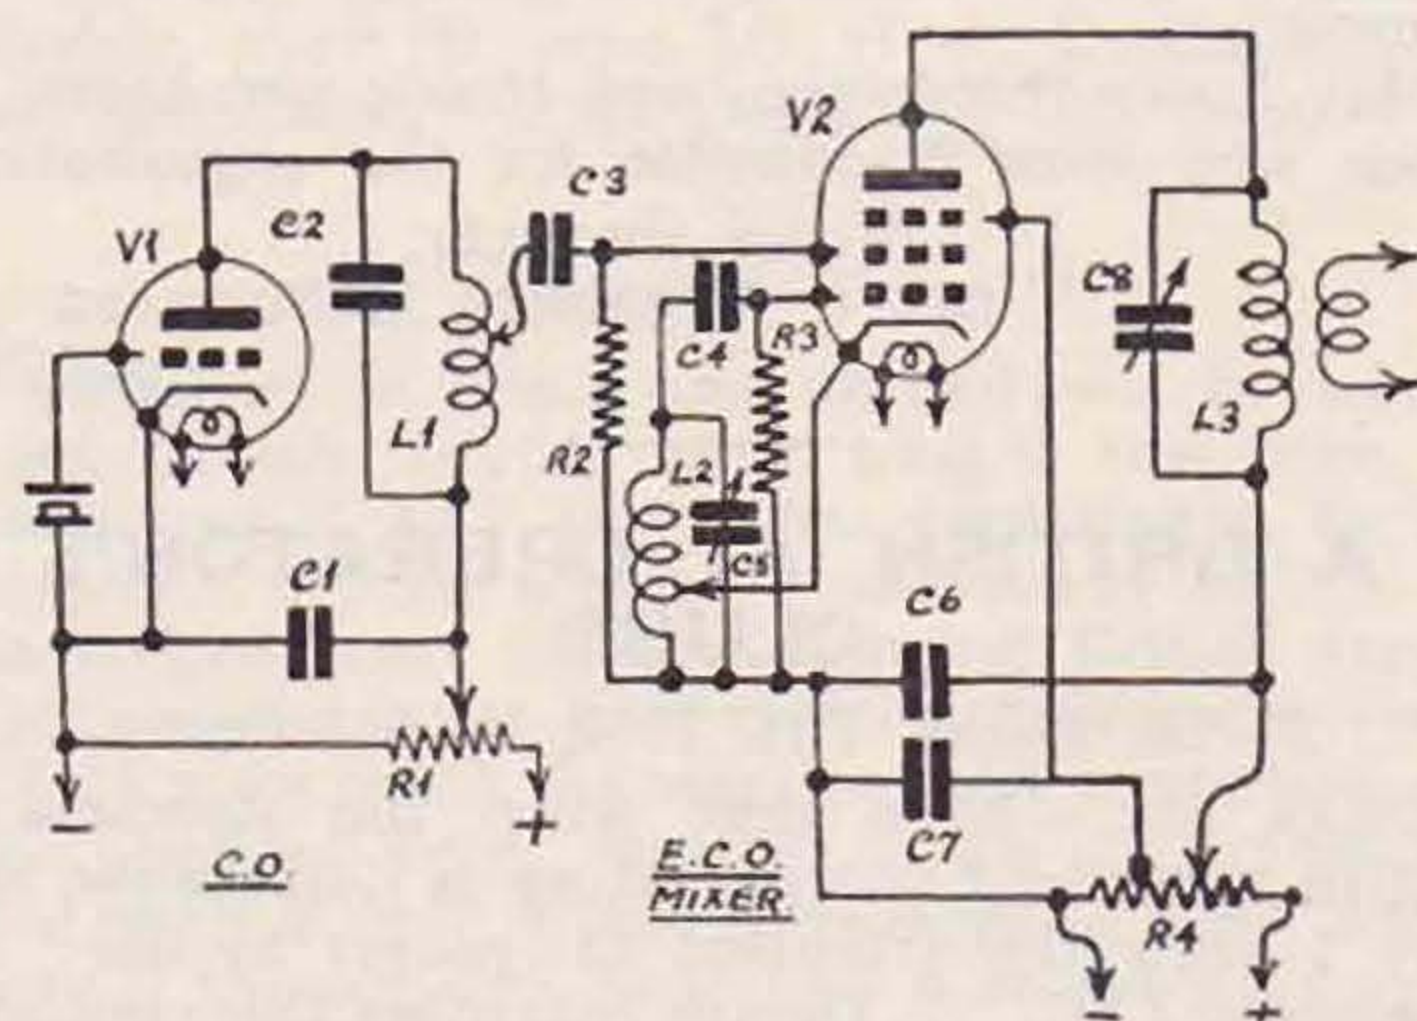 V1
C2
L1
C3
V2
C4
R3
R2
L2
C5
C8
L3
C1
R1
-
+
C.O.
C6
C7
E.C.O.
MIXER.
R4
-
+